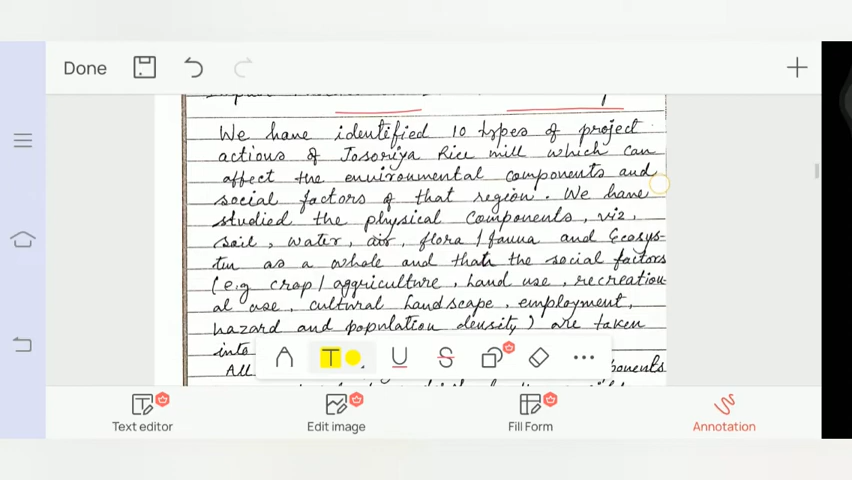 Done
We have identified 10 types of project
actions of Josoriya Rice mill which can
affect the environmental components and
social factors of that region. We have
studied the physical components, viz,
soil, water, air, flora / fauna and Ecosys-
tem as a whole and that the social factors
(e.g crop / aggriculture, Land use, recreation-
al use, cultural Landscape, employment,
hazard and population density) are taken
into
All
ponents
Text editor
Edit image
Fill Form
Annotation